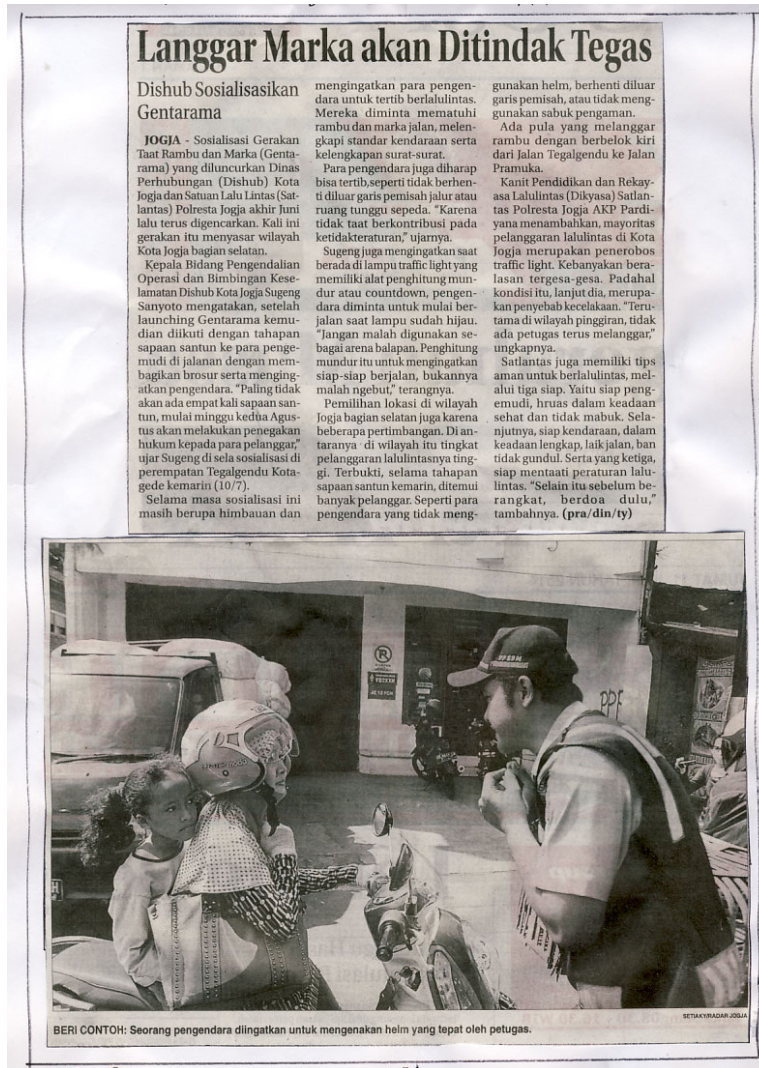 Langgar Marka akan Ditindak Tegas
Dishub Sosialisasikan
Gentarama
JOGJA - Sosialisasi Gerakan
Taat Rambu dan Marka (Genta-
rama) yang diluncurkan Dinas
Perhubungan (Dishub) Kota
Jogja dan Satuan Lalu Lintas (Sat-
lantas) Polresta Jogja akhir Juni
lalu terus digencarkan. Kali ini
gerakan itu menyasar wilayah
Kota Jogja bagian selatan.
Kepala Bidang Pengendalian
Operasi dan Bimbingan Kese-
lamatan Dishub Kota Jogja Sugeng
Sanyoto mengatakan, setelah
launching Gentarama kemu-
dian diikuti dengan tahapan
sapaan santun ke para penge-
mudi di jalanan dengan mem-
bagikan brosur serta menging-
atkan pengendara. “Paling tidak
akan ada empat kali sapaan san-
tun, mulai minggu kedua Agus-
tus akan melakukan penegakan
hukum kepada para pelanggar,”
ujar Sugeng di sela sosialisasi di
perempatan Tegalgendu Kota-
gede kemarin (10/7).
Selama masa sosialisasi ini
masih berupa himbauan dan
mengingatkan para pengen-
dara untuk tertib berlalulintas.
Mereka diminta mematuhi
rambu dan marka jalan, melen-
gkapi standar kendaraan serta
kelengkapan surat-surat.
Para pengendara juga diharap
bisa tertib,seperti tidak berhen-
ti diluar garis pemisah jalur atau
ruang tunggu sepeda. “Karena
tidak taat berkontribusi pada
ketidakteraturan,” ujarnya.
Sugeng juga mengingatkan saat
berada di lampu traffic light yang
memiliki alat penghitung mun-
dur atau countdown, pengen-
dara diminta untuk mulai ber-
jalan saat lampu sudah hijau.
“Jangan malah digunakan se-
bagai arena balapan. Penghitung
mundur itu untuk mengingatkan
siap-siap berjalan, bukannya
malah ngebut,” terangnya.
Pemilihan lokasi di wilayah
Jogja bagian selatan juga karena
beberapa pertimbangan. Di an-
taranya di wilayah itu tingkat
pelanggaran lalulintasnya ting-
gi. Terbukti, selama tahapan
sapaan santun kemarin, ditemui
banyak pelanggar. Seperti para
pengendara yang tidak meng-
gunakan helm, berhenti diluar
garis pemisah, atau tidak meng-
gunakan sabuk pengaman.
Ada pula yang melanggar
rambu dengan berbelok kiri
dari Jalan Tegalgendu ke Jalan
Pramuka.
Kanit Pendidikan dan Rekay-
asa Lalulintas (Dikyasa) Satlan-
tas Polresta Jogja AKP Pardi-
yana menambahkan, mayoritas
pelanggaran lalulintas di Kota
Jogja merupakan penerobos
traffic light. Kebanyakan bera-
lasan tergesa-gesa. Padahal
kondisi itu, lanjut dia, merupa-
kan penyebab kecelakaan. “Teru-
tama di wilayah pinggiran, tidak
ada petugas terus melanggar,”
ungkapnya.
Satlantas juga memiliki tips
aman untuk berlalulintas, mel-
alui tiga siap. Yaitu siap peng-
emudi, hruas dalam keadaan
sehat dan tidak mabuk. Sela-
njutnya, siap kendaraan, dalam
keadaan lengkap, laik jalan, ban
tidak gundul. Serta yang ketiga,
siap mentaati peraturan lalu-
lintas. “Selain itu sebelum be-
rangkat, berdoa dulu,”
tambahnya. (pra/din/ty)
PPF
SETIAKY/RADAR JOGJA
BERI CONTOH: Seorang pengendara diingatkan untuk mengenakan helm yang tepat oleh petugas.